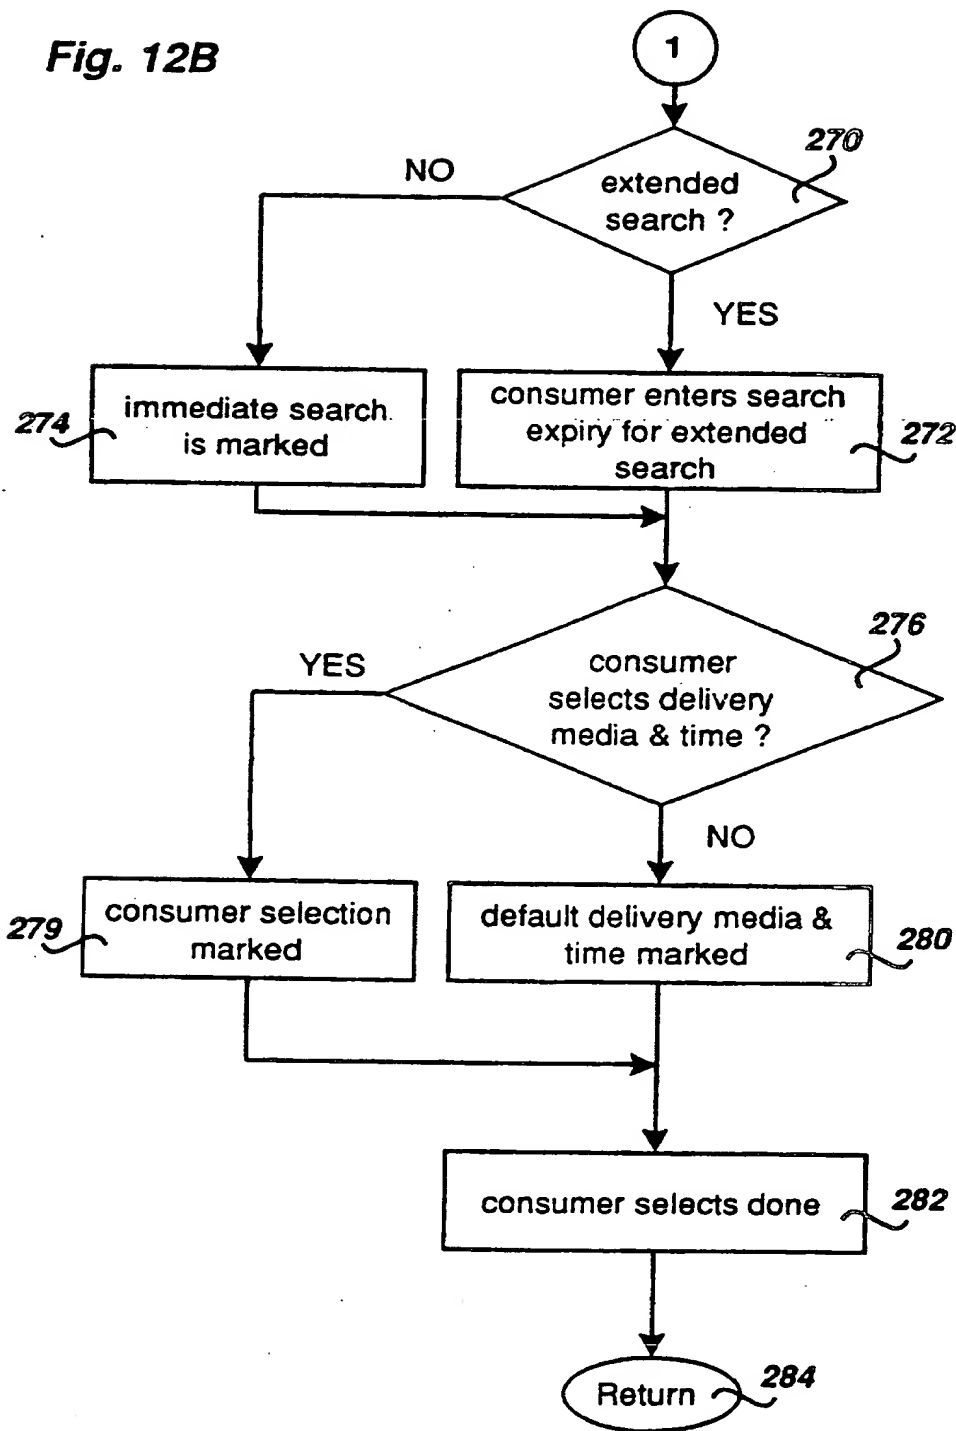 Fig. 12B
1
270
extended
search ?
NO
YES
274
immediate search
is marked
consumer enters search
expiry for extended
search
272
276
consumer
selects delivery
media & time ?
YES
NO
279
consumer selection
marked
default delivery media &
time marked
280
consumer selects done
282
Return
284